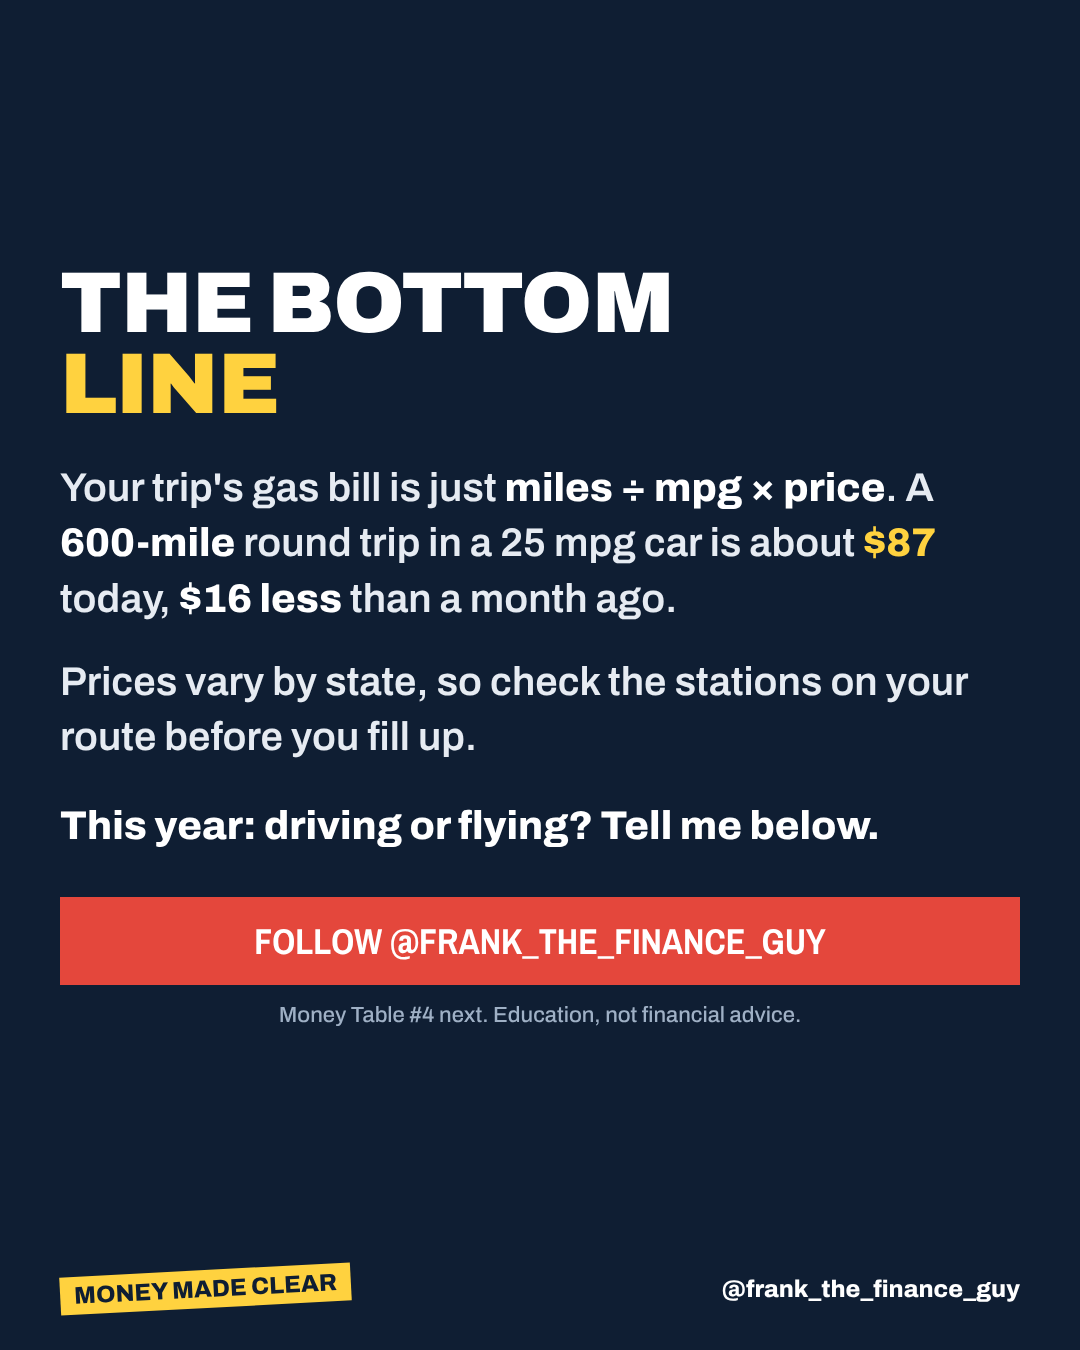 THE BOTTOM
LINE
Your trip's gas bill is just miles ÷ mpg × price. A
600-mile round trip in a 25 mpg car is about $87
today, $16 less than a month ago.
Prices vary by state, so check the stations on your
route before you fill up.
This year: driving or flying? Tell me below.
FOLLOW @FRANK_THE_FINANCE_GUY
Money Table #4 next. Education, not financial advice.
MONEY MADE CLEAR
@frank_the_finance_guy